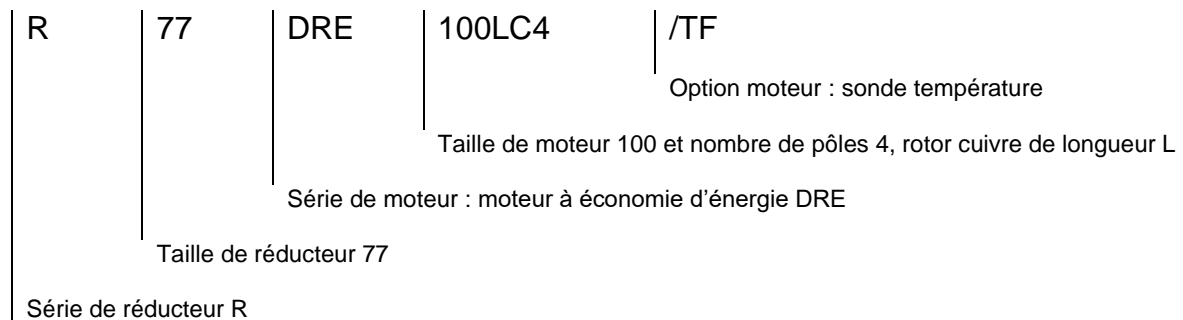 R 77 DRE 100LC4 /TF
Option moteur : sonde température
Taille de moteur 100 et nombre de pôles 4, rotor cuivre de longueur L
Série de moteur : moteur à économie d’énergie DRE
Taille de réducteur 77
Série de réducteur R